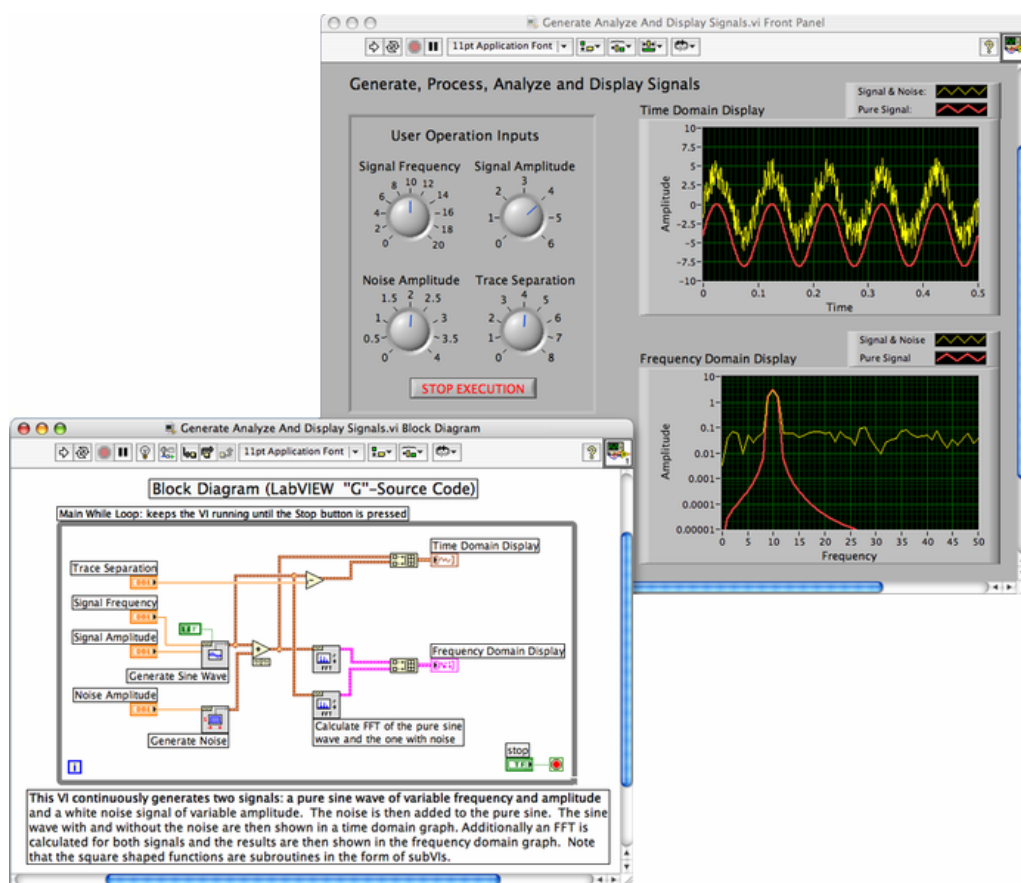 Generate Analyze And Display Signals.vi Front Panel
11pt Application Font
Generate, Process, Analyze and Display Signals
User Operation Inputs
Signal Frequency
0 2 4 6 8 10 12 14 16 18 20
Signal Amplitude
0 1 2 3 4 5 6
Noise Amplitude
0 0.5 1 1.5 2 2.5 3 3.5 4
Trace Separation
0 1 2 3 4 5 6 7 8
STOP EXECUTION
Signal & Noise:
Pure Signal:
Time Domain Display
Amplitude
10
7.5
5
2.5
0
-2.5
-5
-7.5
-10
0 0.1 0.2 0.3 0.4 0.5
Time
Signal & Noise
Pure Signal
Frequency Domain Display
Amplitude
10
1
0.1
0.01
0.001
0.0001
0.00001
0 5 10 15 20 25 30 35 40 45 50
Frequency
Generate Analyze And Display Signals.vi Block Diagram
11pt Application Font
Block Diagram (LabVIEW "G"-Source Code)
Main While Loop: keeps the VI running until the Stop button is pressed
Time Domain Display
Trace Separation
Signal Frequency
Signal Amplitude
Generate Sine Wave
Frequency Domain Display
FFT
FFT
Noise Amplitude
Generate Noise
Calculate FFT of the pure sine
wave and the one with noise
stop
TF
i
This VI continuously generates two signals: a pure sine wave of variable frequency and amplitude
and a white noise signal of variable amplitude. The noise is then added to the pure sine. The sine
wave with and without the noise are then shown in a time domain graph. Additionally an FFT is
calculated for both signals and the results are then shown in the frequency domain graph. Note
that the square shaped functions are subroutines in the form of subVIs.